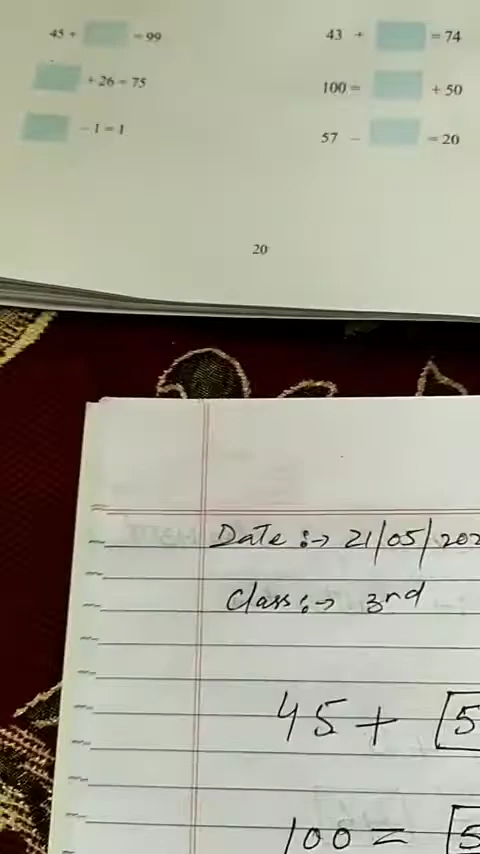 45 + = 99
43 + = 74
+ 26 = 75
100 = + 50
- 1 = 1
57 - = 20
20
Date :→ 21/05/202
Class :→ 3rd
45 + 5
100 = 5